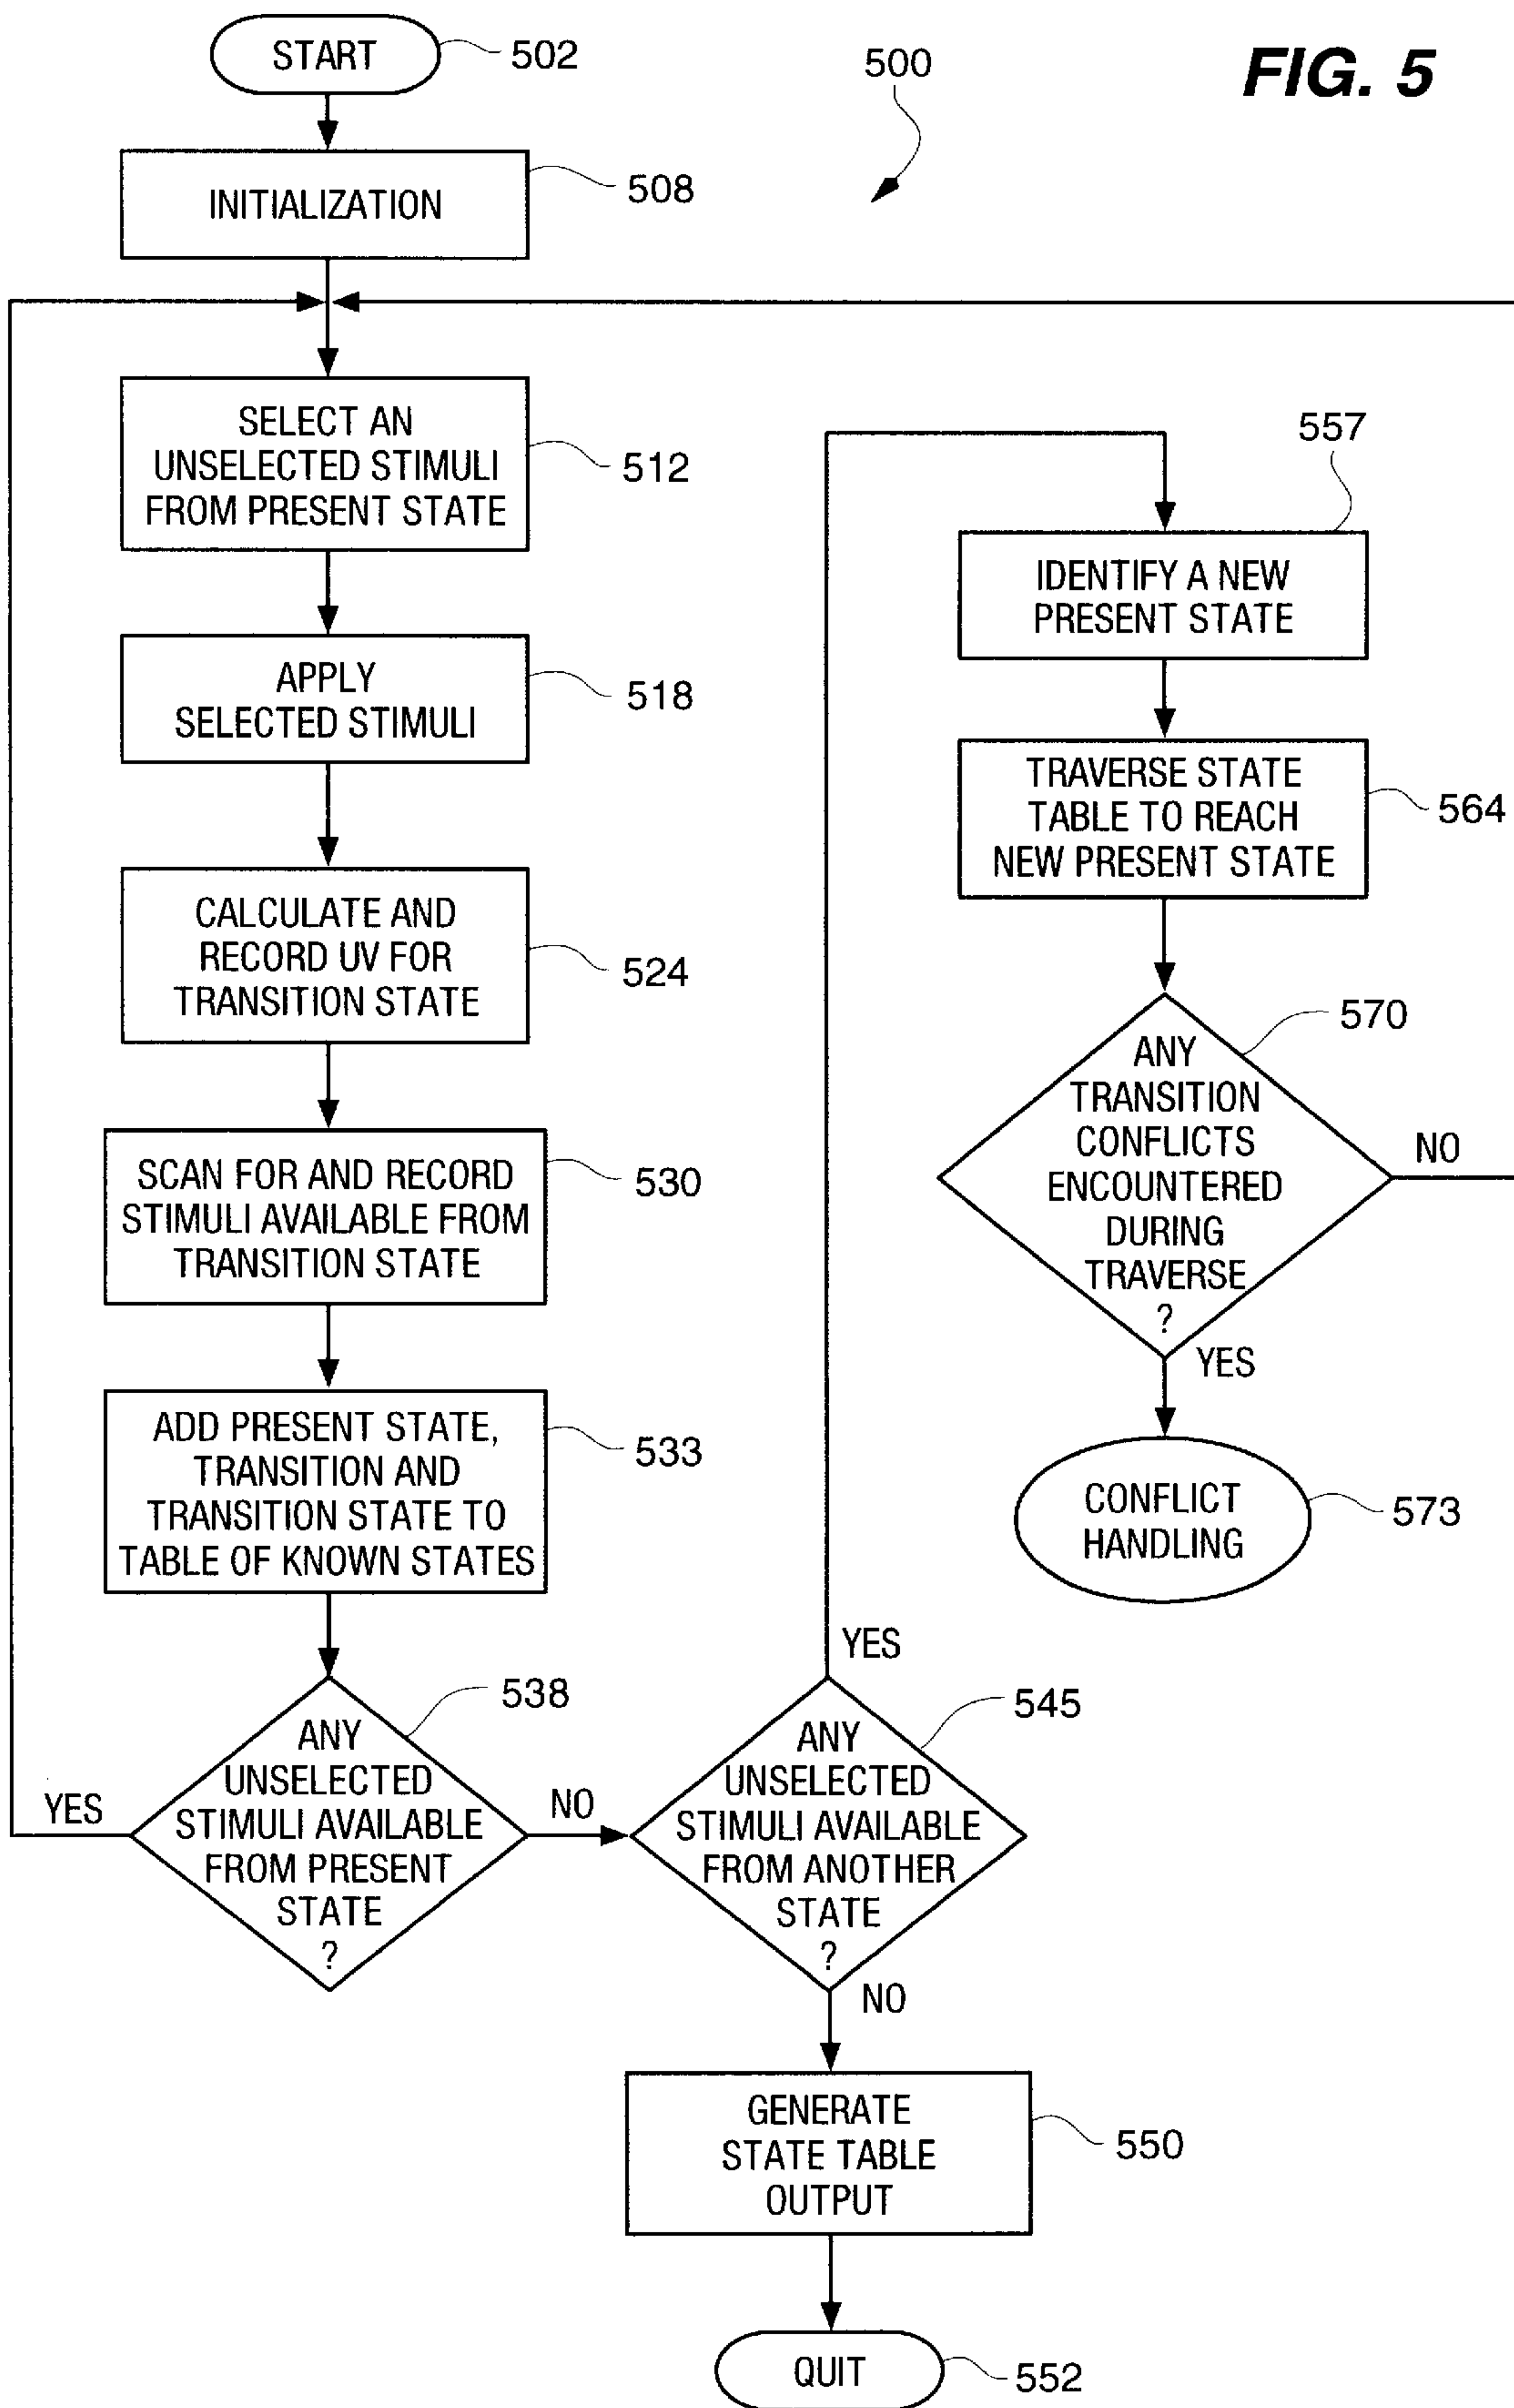 FIG. 5
500
START
502
INITIALIZATION
508
SELECT AN
UNSELECTED STIMULI
FROM PRESENT STATE
512
APPLY
SELECTED STIMULI
518
CALCULATE AND
RECORD UV FOR
TRANSITION STATE
524
SCAN FOR AND RECORD
STIMULI AVAILABLE FROM
TRANSITION STATE
530
ADD PRESENT STATE,
TRANSITION AND
TRANSITION STATE TO
TABLE OF KNOWN STATES
533
ANY
UNSELECTED
STIMULI AVAILABLE
FROM PRESENT
STATE
?
538
YES
NO
ANY
UNSELECTED
STIMULI AVAILABLE
FROM ANOTHER
STATE
?
545
YES
NO
GENERATE
STATE TABLE
OUTPUT
550
QUIT
552
IDENTIFY A NEW
PRESENT STATE
557
TRAVERSE STATE
TABLE TO REACH
NEW PRESENT STATE
564
ANY
TRANSITION
CONFLICTS
ENCOUNTERED
DURING
TRAVERSE
?
570
NO
YES
CONFLICT
HANDLING
573